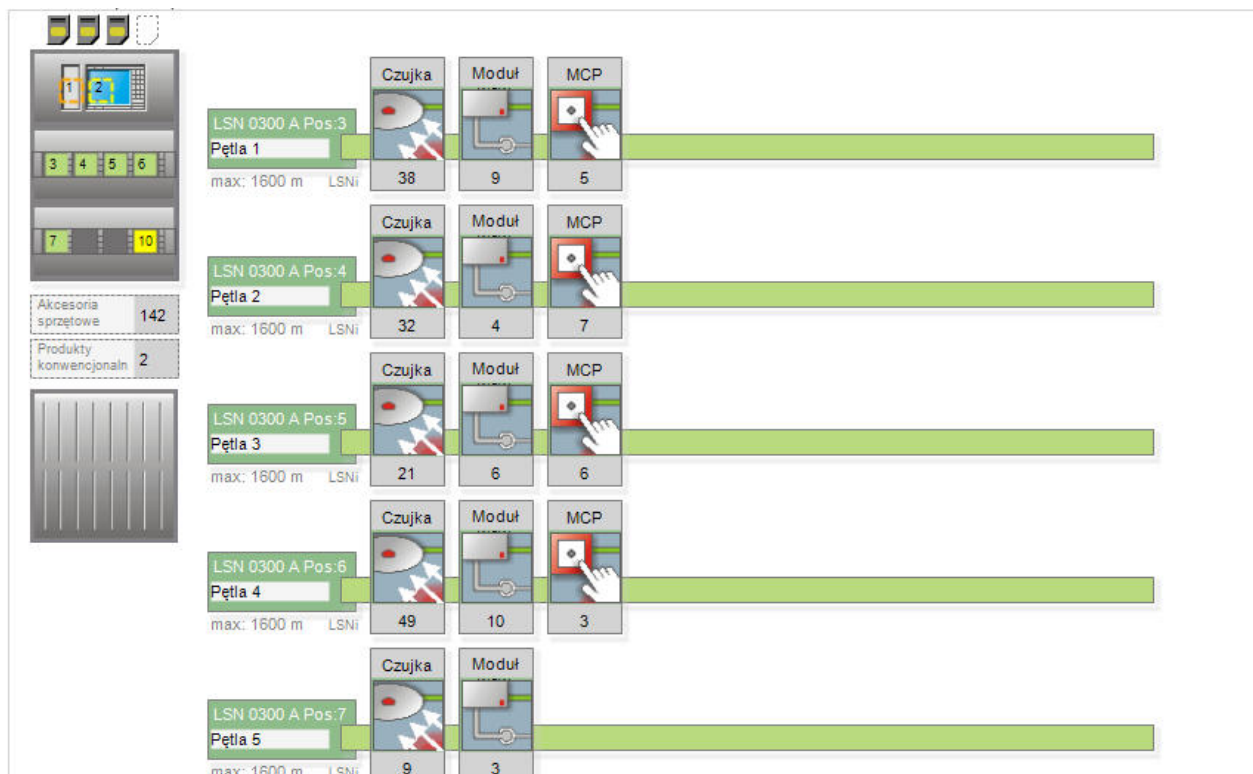 1 2
3 4 5 6
7 10
Akcesoria
sprzętowe 142
Produkty
konwencjonaln 2
Czujka Moduł MCP
LSN 0300 A Pos:3
Pętla 1
max: 1600 m LSNi 38 9 5
Czujka Moduł MCP
LSN 0300 A Pos:4
Pętla 2
max: 1600 m LSNi 32 4 7
Czujka Moduł MCP
LSN 0300 A Pos:5
Pętla 3
max: 1600 m LSNi 21 6 6
Czujka Moduł MCP
LSN 0300 A Pos:6
Pętla 4
max: 1600 m LSNi 49 10 3
Czujka Moduł
LSN 0300 A Pos:7
Pętla 5
max: 1600 m LSNi 9 3